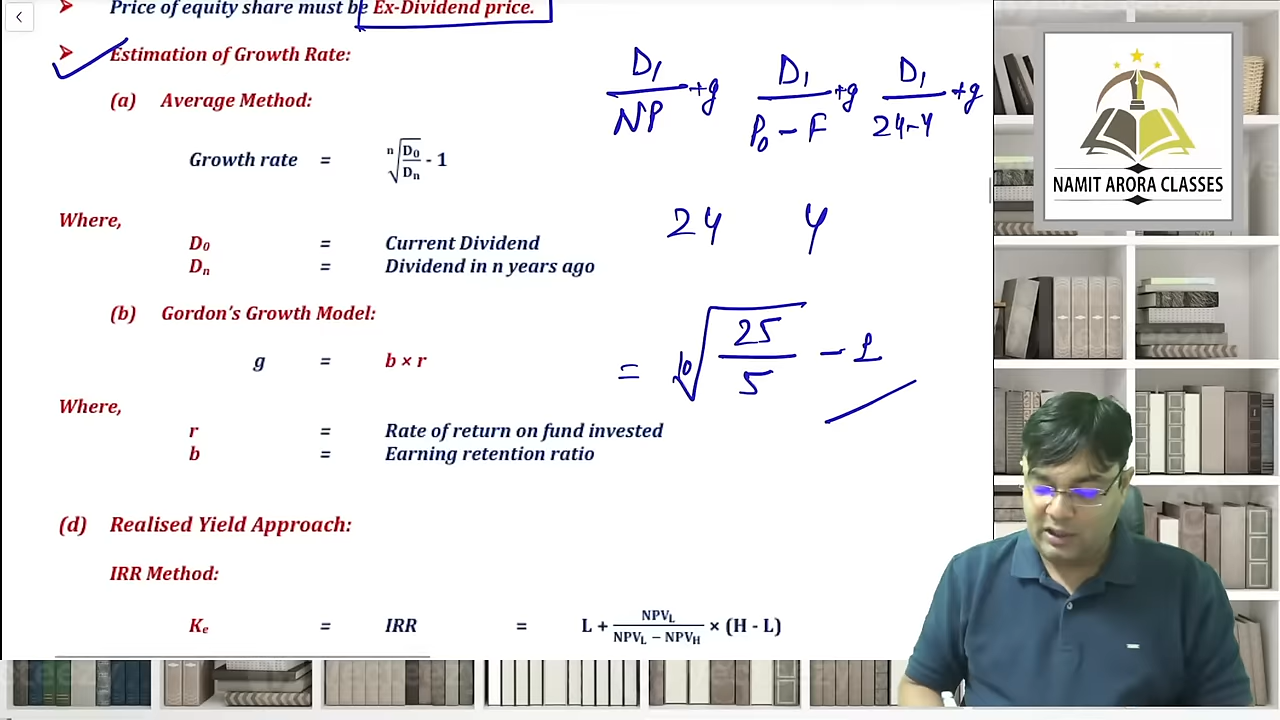 Price of equity share must be Ex-Dividend price.
Estimation of Growth Rate:
(a) Average Method:
Growth rate = ⁿ√(D₀/Dₙ) - 1
Where,
D₀ = Current Dividend
Dₙ = Dividend in n years ago
(b) Gordon's Growth Model:
g = b × r
Where,
r = Rate of return on fund invested
b = Earning retention ratio
(d) Realised Yield Approach:
IRR Method:
Kₑ = IRR = L + NPV_L/(NPV_L − NPV_H) × (H - L)
D₁/NP + g D₁/(P₀ - F) + g D₁/(24-4) + g
24 4
= ¹⁰√(25/5) - 1
NAMIT ARORA CLASSES